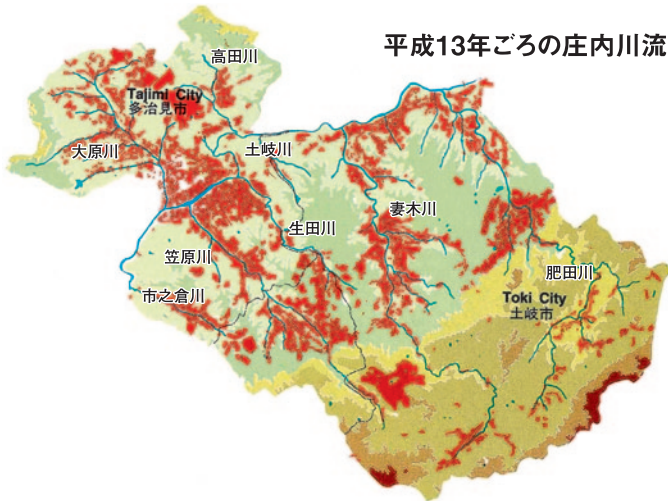 平成13年ごろの庄内川流
高田川
Tajimi City
多治見市
大原川
土岐川
妻木川
生田川
笠原川
肥田川
市之倉川
Toki City
土岐市